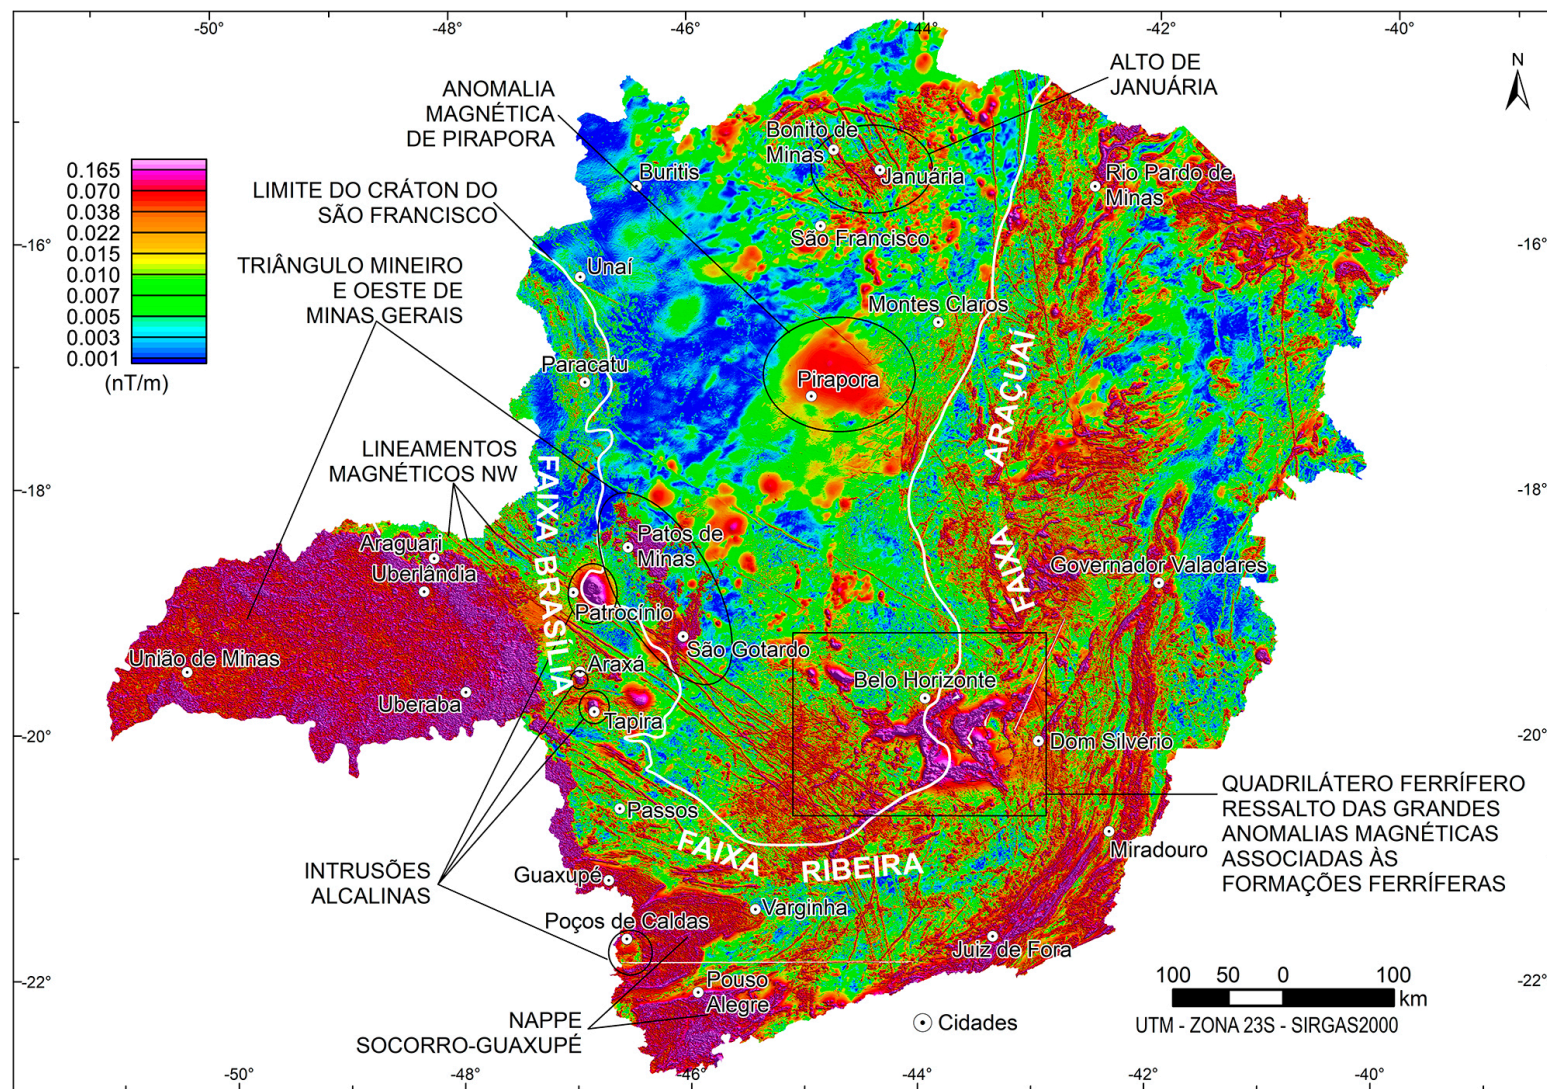 -50°
-48°
-46°
-44°
-42°
-40°
N
ANOMALIA
MAGNÉTICA
DE PIRAPORA
ALTO DE
JANUÁRIA
0.165
0.070
0.038
0.022
0.015
0.010
0.007
0.005
0.003
0.001
(nT/m)
LIMITE DO CRÁTON DO
SÃO FRANCISCO
TRIÂNGULO MINEIRO
E OESTE DE
MINAS GERAIS
LINEAMENTOS
MAGNÉTICOS NW
Bonito de
Minas
Januária
Buritis
Rio Pardo de
Minas
São Francisco
-16°
-16°
Unaí
Montes Claros
Paracatu
Pirapora
FAIXA ARAÇUAÍ
FAIXA BRASÍLIA
-18°
-18°
Patos de
Minas
Araguari
Uberlândia
Governador Valadares
Patrocínio
São Gotardo
União de Minas
Araxá
Uberaba
Belo Horizonte
Tapira
-20°
-20°
Dom Silvério
QUADRILÁTERO FERRÍFERO
RESSALTO DAS GRANDES
ANOMALIAS MAGNÉTICAS
ASSOCIADAS ÀS
FORMAÇÕES FERRÍFERAS
Passos
FAIXA RIBEIRA
Miradouro
INTRUSÕES
ALCALINAS
Guaxupé
Poços de Caldas
Varginha
Juiz de Fora
-22°
-22°
Pouso
Alegre
NAPPE
SOCORRO-GUAXUPÉ
Cidades
100 50 0 100
km
UTM - ZONA 23S - SIRGAS2000
-50°
-48°
-46°
-44°
-42°
-40°